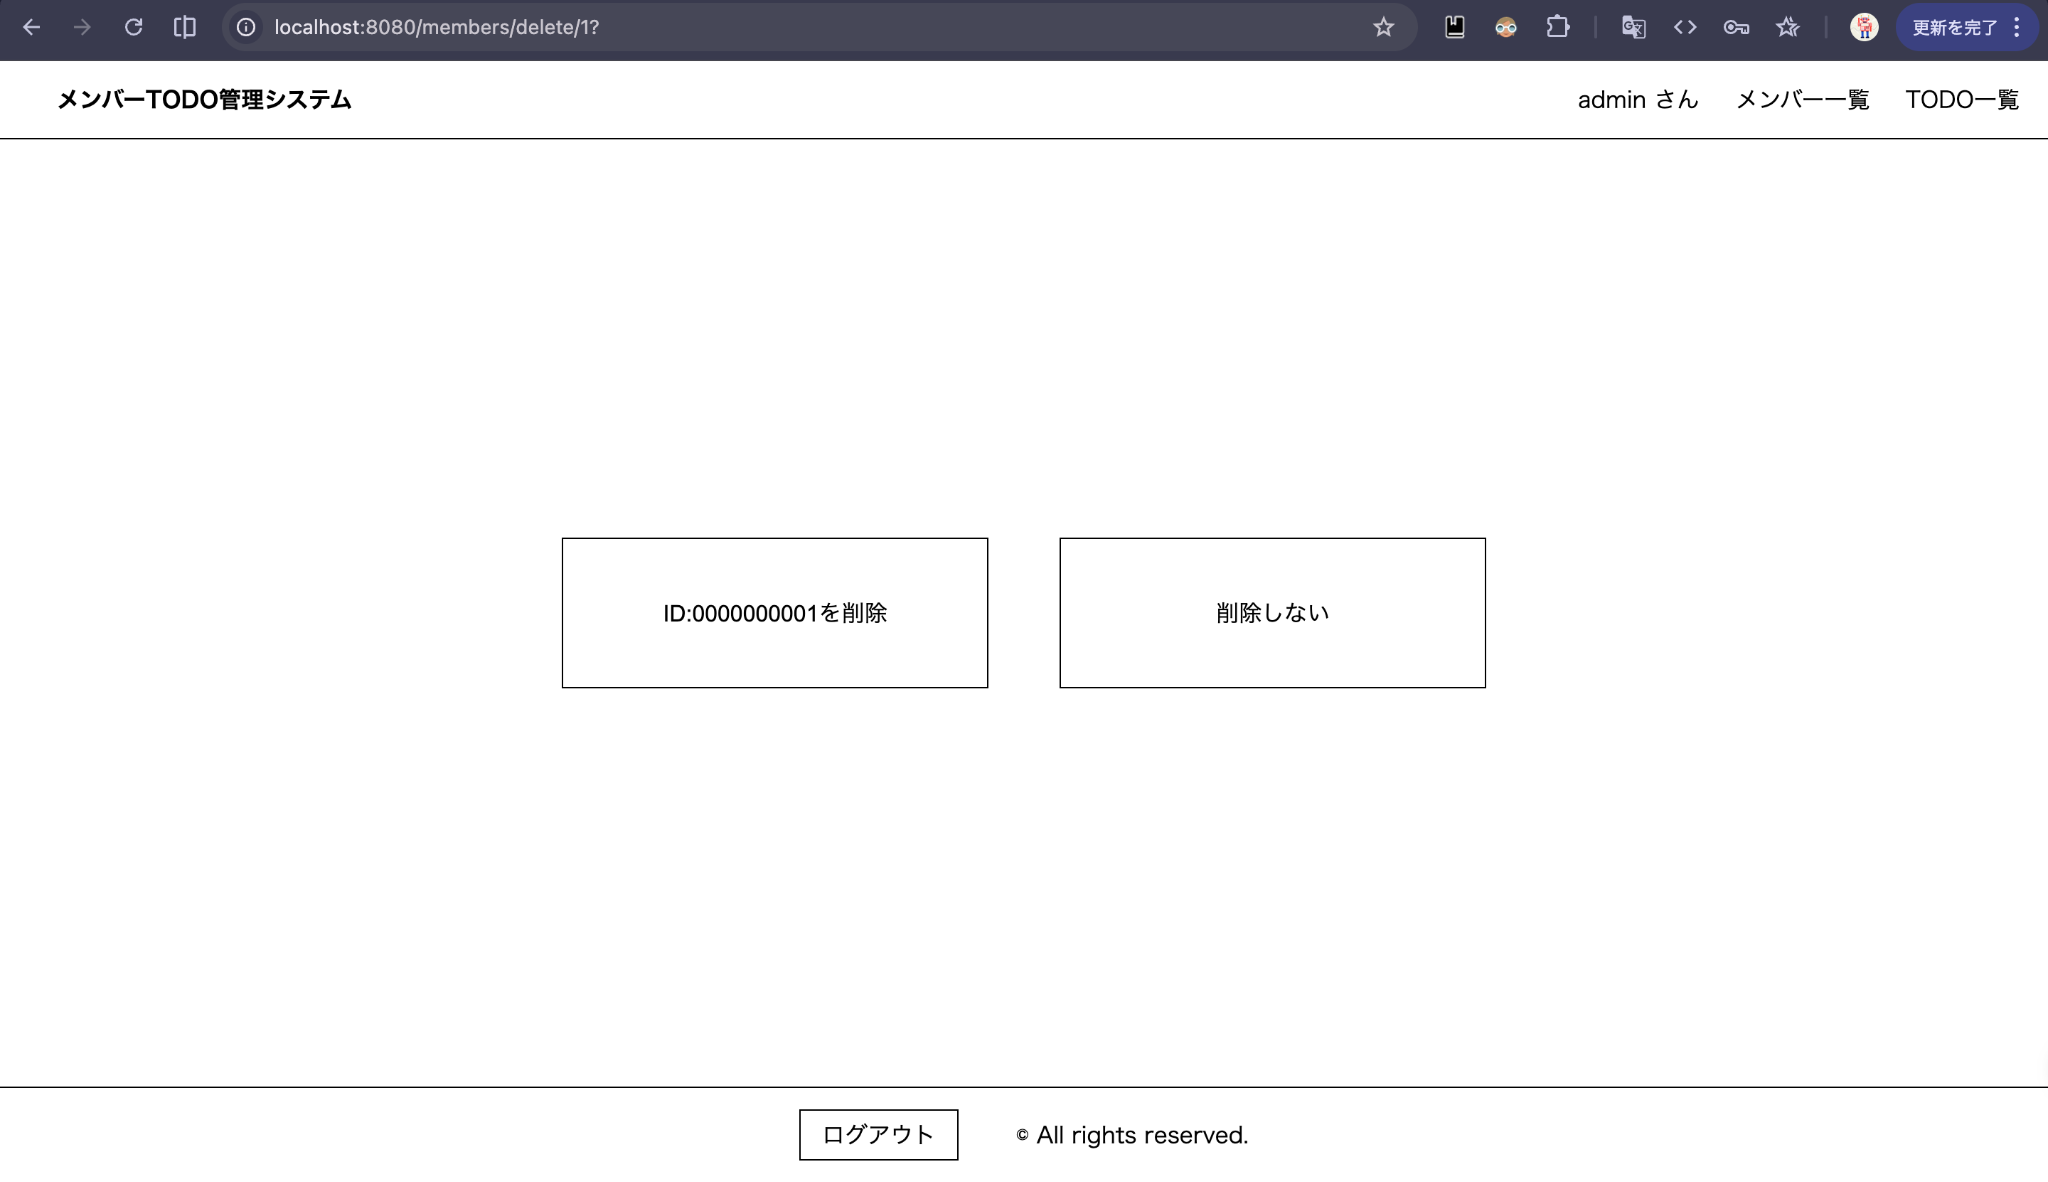 localhost:8080/members/delete/1?
更新を完了
メンバーTODO管理システム
admin さん メンバー一覧 TODO一覧
ID:0000000001を削除
削除しない
ログアウト
© All rights reserved.